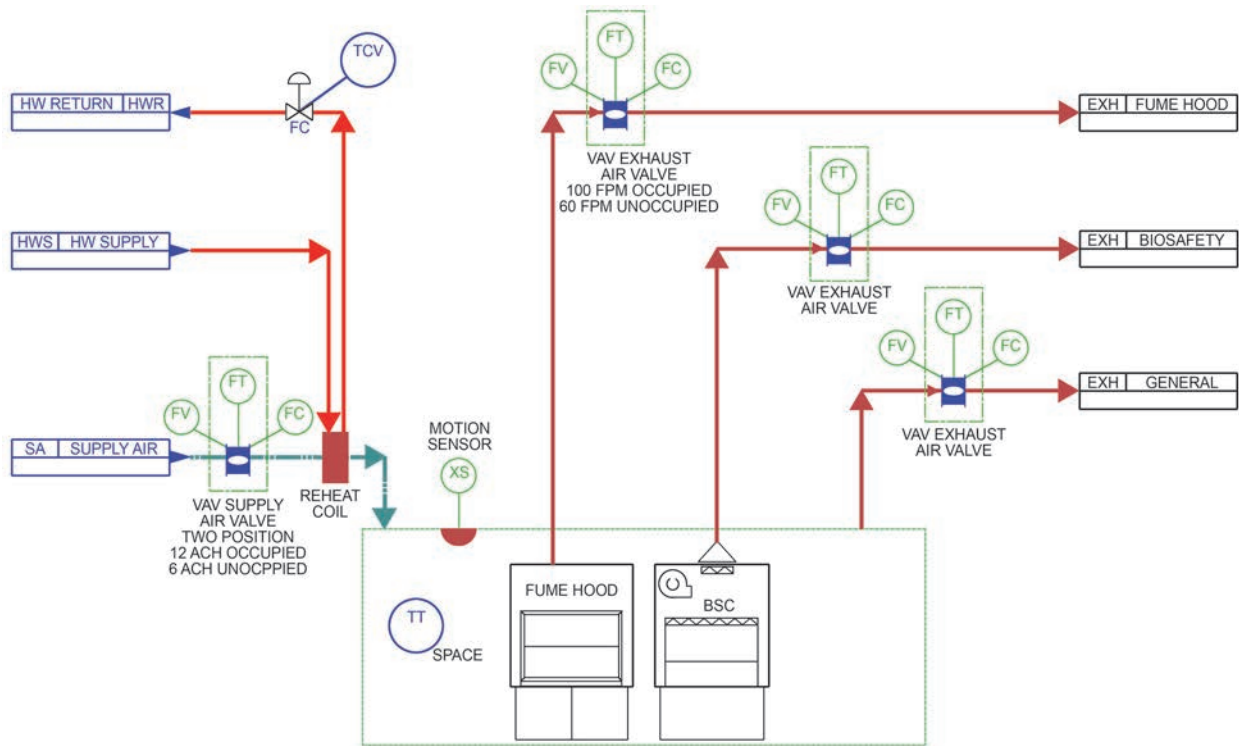 TCV
FT
FV
FC
HW RETURN HWR
FC
EXH FUME HOOD
VAV EXHAUST
AIR VALVE
100 FPM OCCUPIED
60 FPM UNOCCUPIED
FT
FV
FC
HWS HW SUPPLY
EXH BIOSAFETY
VAV EXHAUST
AIR VALVE
FT
FV
FC
EXH GENERAL
VAV EXHAUST
AIR VALVE
FT
FV
FC
SA SUPPLY AIR
VAV SUPPLY
AIR VALVE
TWO POSITION
12 ACH OCCUPIED
6 ACH UNOCPPIED
REHEAT
COIL
MOTION
SENSOR
XS
FUME HOOD
BSC
TT
SPACE